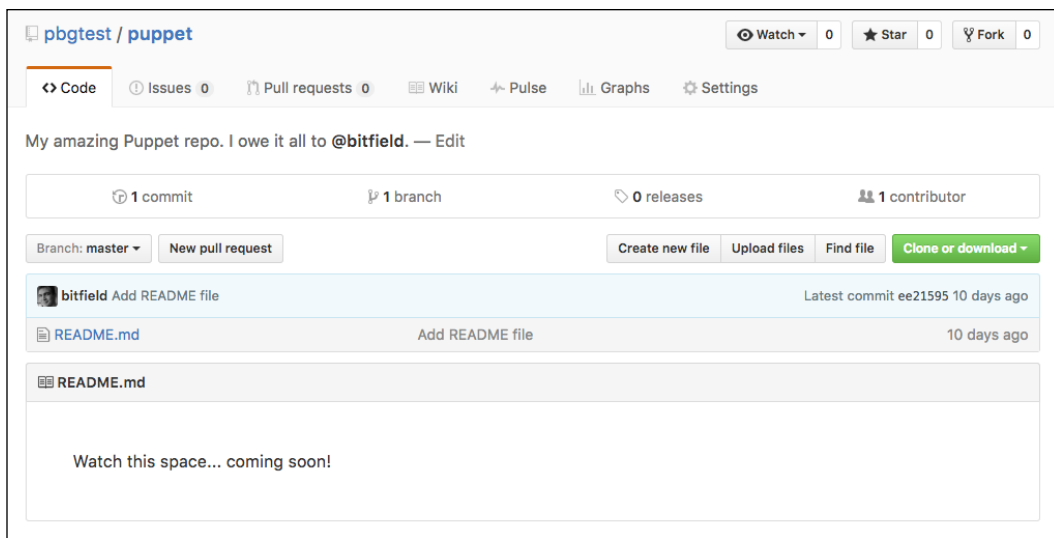 pbgtest / puppet
Watch 0 Star 0 Fork 0
Code Issues 0 Pull requests 0 Wiki Pulse Graphs Settings
My amazing Puppet repo. I owe it all to @bitfield. — Edit
1 commit 1 branch 0 releases 1 contributor
Branch: master New pull request Create new file Upload files Find file Clone or download
bitfield Add README file Latest commit ee21595 10 days ago
README.md Add README file 10 days ago
README.md
Watch this space... coming soon!